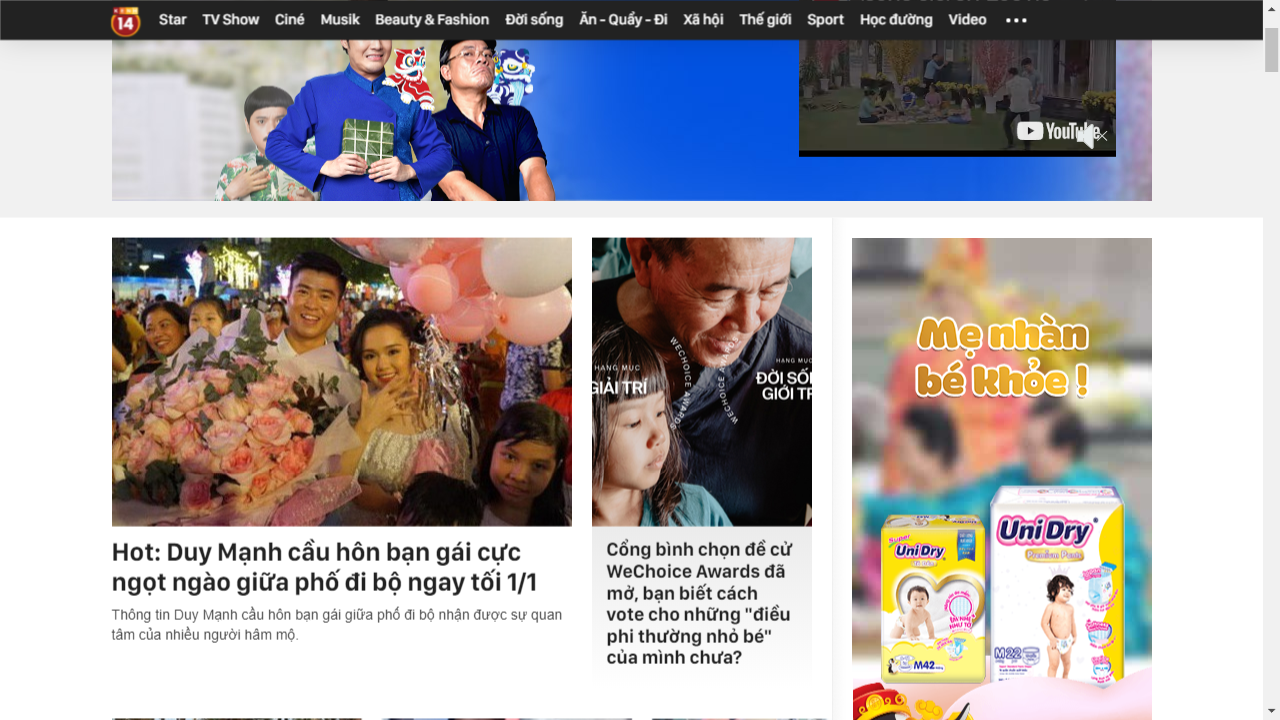 14
Star TV Show Ciné Musik Beauty & Fashion Đời sống Ăn - Quẩy - Đi Xã hội Thế giới Sport Học đường Video
YouTube
HẠNG MỤC
GIẢI TRÍ
WECHOICE AWARDS
WECHOICE AWARDS
HẠNG MỤC
ĐỜI SỐ
GIỚI TR
Hot: Duy Mạnh cầu hôn bạn gái cực
ngọt ngào giữa phố đi bộ ngay tối 1/1
Thông tin Duy Mạnh cầu hôn bạn gái giữa phố đi bộ nhận được sự quan
tâm của nhiều người hâm mộ.
Cổng bình chọn đề cử
WeChoice Awards đã
mở, bạn biết cách
vote cho những "điều
phi thường nhỏ bé"
của mình chưa?
Mẹ nhàn
bé khỏe !
Super
UniDry
M42
UniDry
Premium Pants
M22